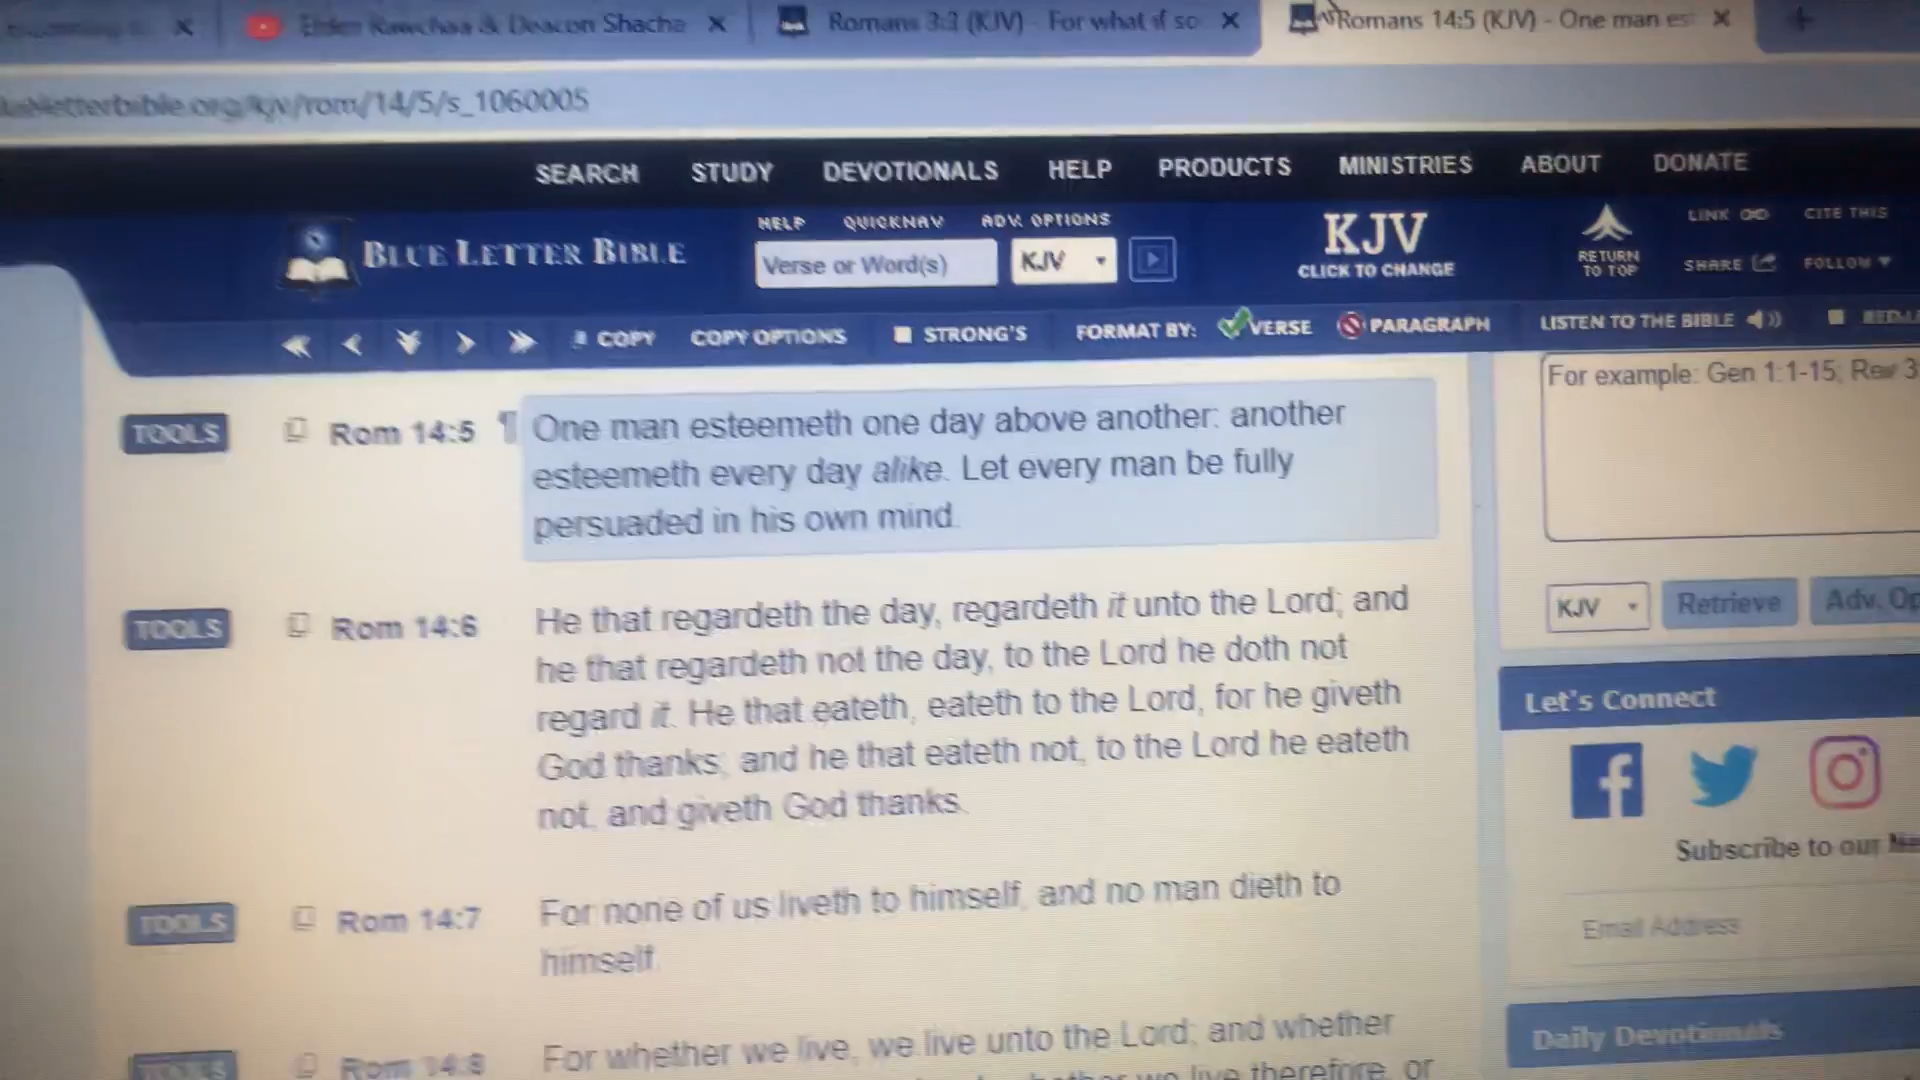 Elder Rawchaa & Deacon Shacha
Romans 3:3 (KJV) - For what if so
Romans 14:5 (KJV) - One man es
letterbible.org/kjv/rom/14/5/s_1060005
SEARCH STUDY DEVOTIONALS HELP PRODUCTS MINISTRIES ABOUT DONATE
BLUE LETTER BIBLE
HELP QUICKNAV ADV. OPTIONS
Verse or Word(s) KJV
KJV
CLICK TO CHANGE
RETURN
TO TOP
LINK CITE THIS
SHARE FOLLOW
COPY COPY OPTIONS STRONG'S FORMAT BY: VERSE PARAGRAPH LISTEN TO THE BIBLE
TOOLS Rom 14:5 ¶ One man esteemeth one day above another: another
esteemeth every day alike. Let every man be fully
persuaded in his own mind.
TOOLS Rom 14:6 He that regardeth the day, regardeth it unto the Lord; and
he that regardeth not the day, to the Lord he doth not
regard it. He that eateth, eateth to the Lord, for he giveth
God thanks; and he that eateth not, to the Lord he eateth
not, and giveth God thanks.
TOOLS Rom 14:7 For none of us liveth to himself, and no man dieth to
himself.
TOOLS Rom 14:8 For whether we live, we live unto the Lord; and whether
we live therefore, or
For example: Gen 1:1-15; Rev 3
KJV Retrieve Adv. Op
Let's Connect
Subscribe to our
Email Address
Daily Devotionals